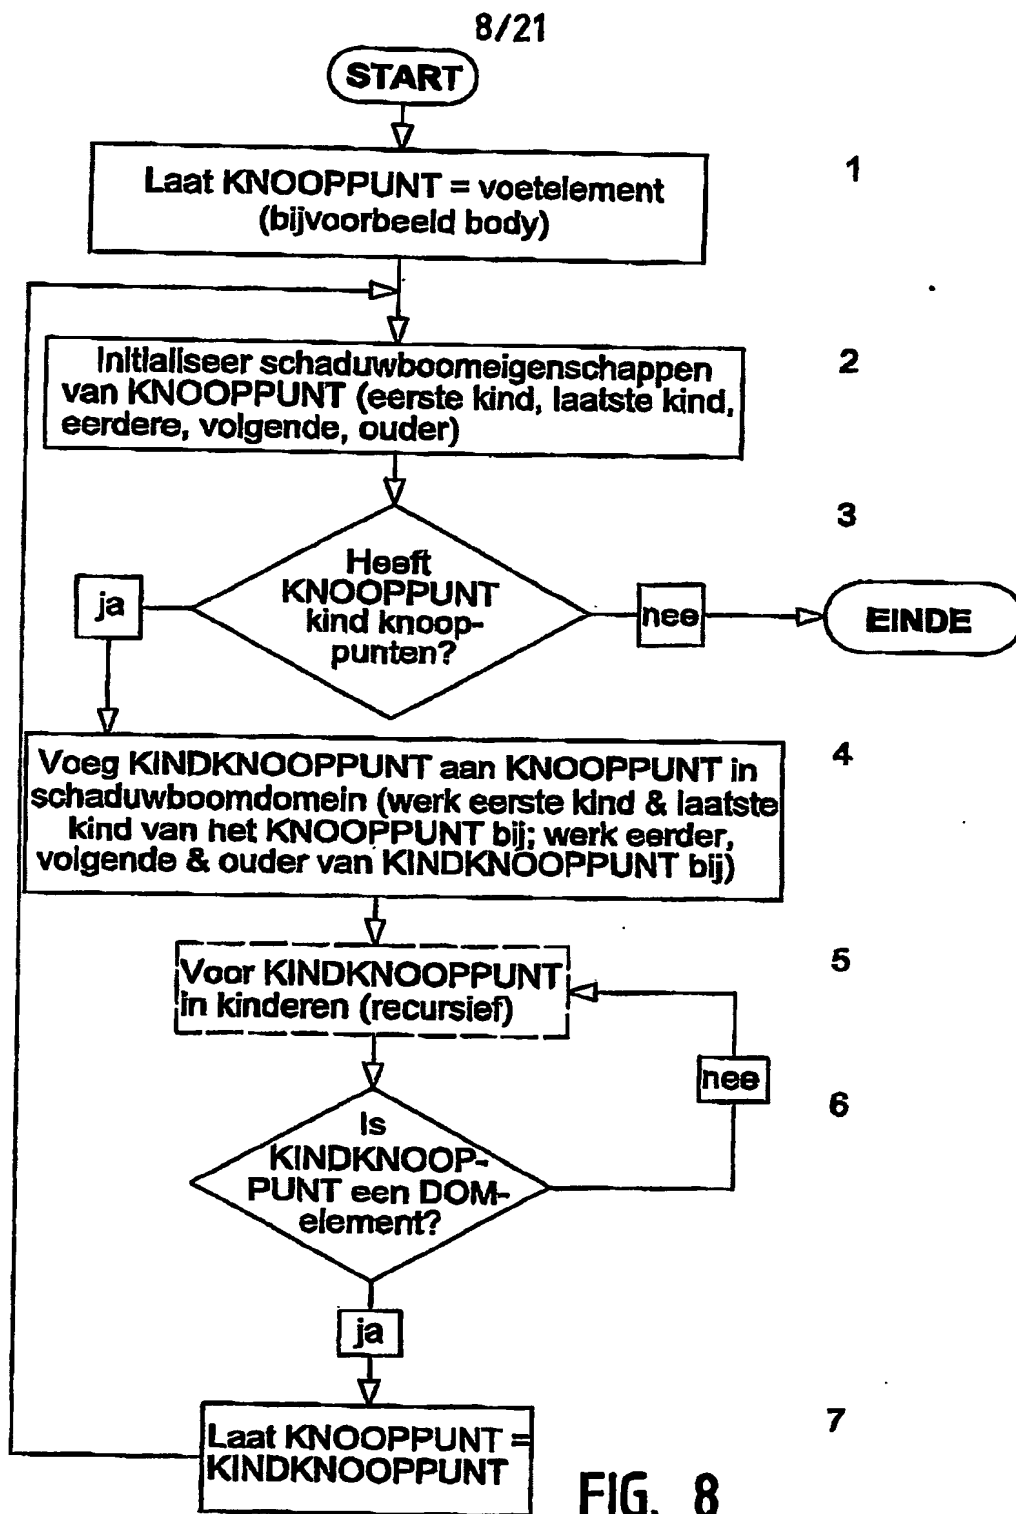 8/21
START
Laat KNOOPPUNT = voetelement
(bijvoorbeeld body)
1
Initialiseer schaduwboomeigenschappen
van KNOOPPUNT (eerste kind, laatste kind,
eerdere, volgende, ouder)
2
3
Heeft
KNOOPPUNT
kind knoop-
punten?
ja
nee
EINDE
Voeg KINDKNOOPPUNT aan KNOOPPUNT in
schaduwboomdomein (werk eerste kind & laatste
kind van het KNOOPPUNT bij; werk eerder,
volgende & ouder van KINDKNOOPPUNT bij)
4
Voor KINDKNOOPPUNT
in kinderen (recursief)
5
nee
6
Is
KINDKNOOP-
PUNT een DOM-
element?
ja
Laat KNOOPPUNT =
KINDKNOOPPUNT
7
FIG. 8